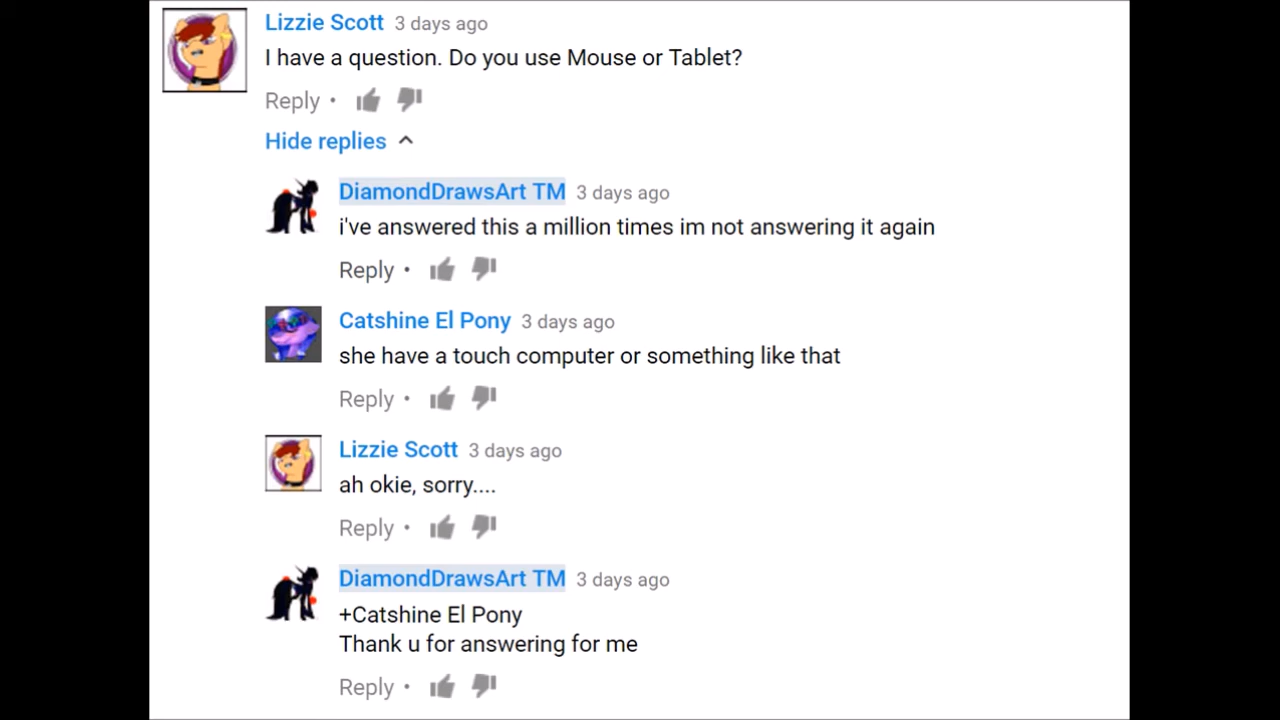 Lizzie Scott 3 days ago
I have a question. Do you use Mouse or Tablet?
Reply •
Hide replies
DiamondDrawsArt TM 3 days ago
i've answered this a million times im not answering it again
Reply •
Catshine El Pony 3 days ago
she have a touch computer or something like that
Reply •
Lizzie Scott 3 days ago
ah okie, sorry....
Reply •
DiamondDrawsArt TM 3 days ago
+Catshine El Pony
Thank u for answering for me
Reply •